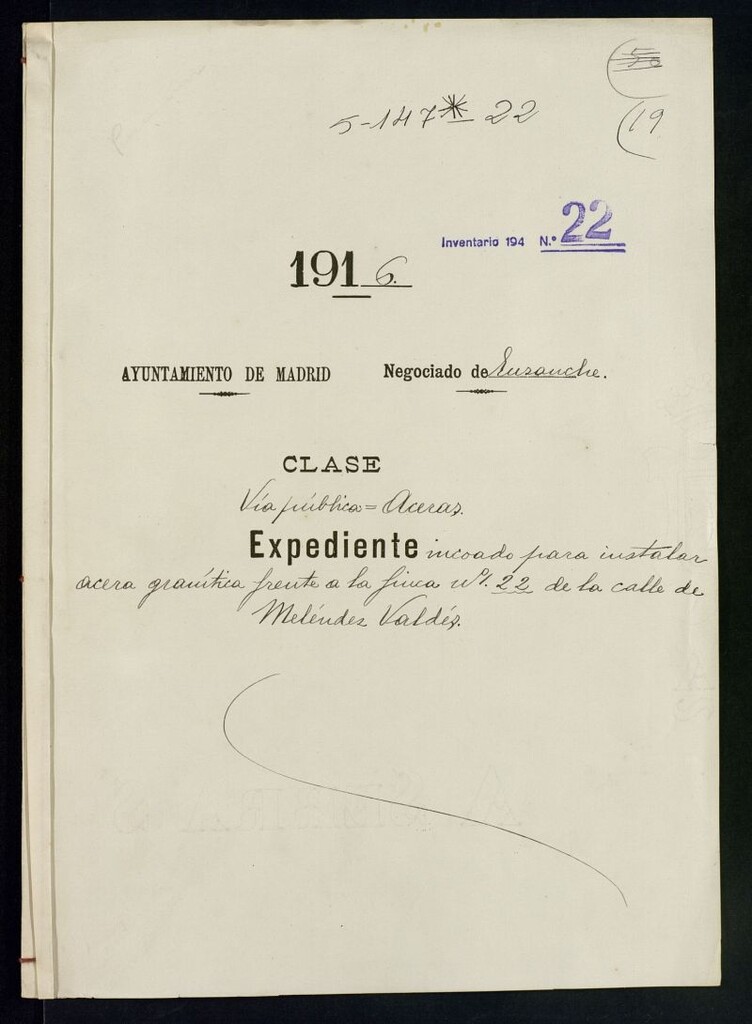 (50
5-147*-22
(19
Inventario 194 N.º 22
1916.
AYUNTAMIENTO DE MADRID
Negociado de Ensanche.
CLASE
Vía pública = Aceras.
Expediente incoado para instalar
acera granítica frente a la finca nº. 22 de la calle de
Meléndez Valdés.